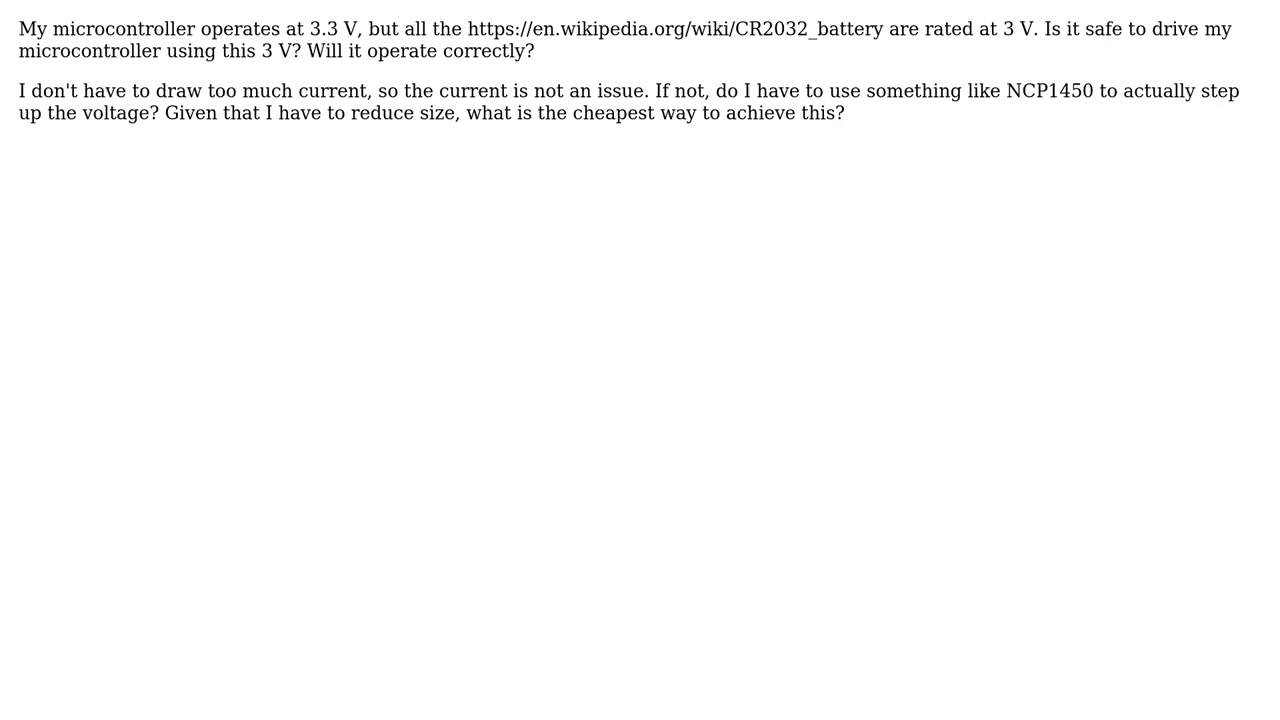 My microcontroller operates at 3.3 V, but all the https://en.wikipedia.org/wiki/CR2032_battery are rated at 3 V. Is it safe to drive my
microcontroller using this 3 V? Will it operate correctly?
I don't have to draw too much current, so the current is not an issue. If not, do I have to use something like NCP1450 to actually step
up the voltage? Given that I have to reduce size, what is the cheapest way to achieve this?